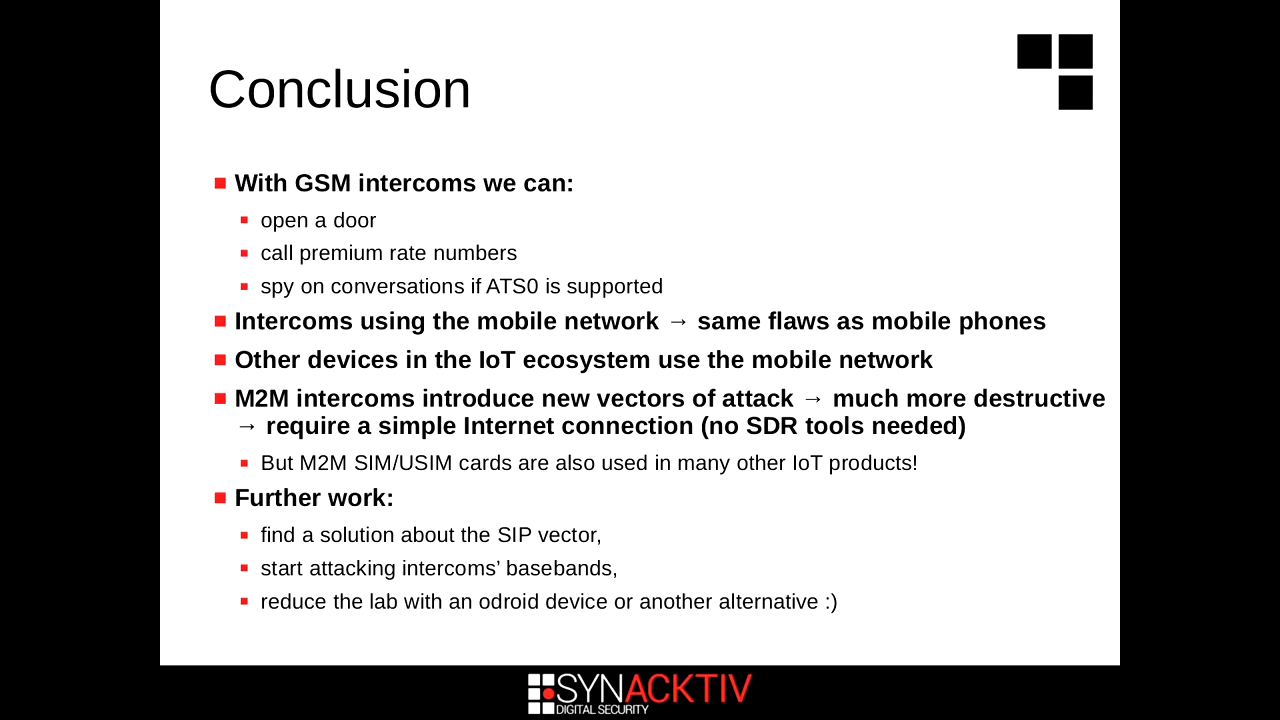 Conclusion
With GSM intercoms we can:
open a door
call premium rate numbers
spy on conversations if ATS0 is supported
Intercoms using the mobile network → same flaws as mobile phones
Other devices in the IoT ecosystem use the mobile network
M2M intercoms introduce new vectors of attack → much more destructive
→ require a simple Internet connection (no SDR tools needed)
But M2M SIM/USIM cards are also used in many other IoT products!
Further work:
find a solution about the SIP vector,
start attacking intercoms’ basebands,
reduce the lab with an odroid device or another alternative :)
SYNACKTIV
DIGITAL SECURITY